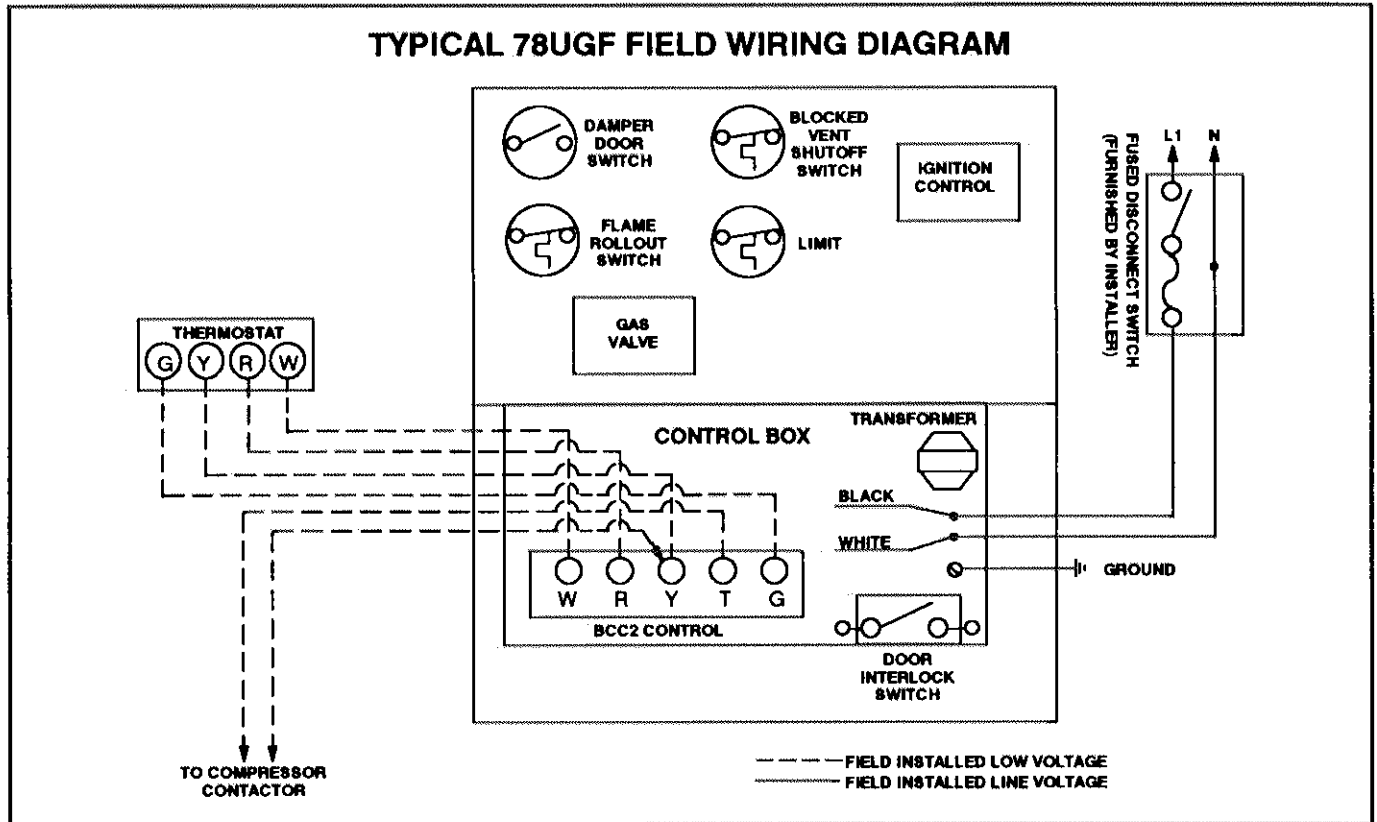 TYPICAL 78UGF FIELD WIRING DIAGRAM
DAMPER
DOOR
SWITCH
BLOCKED
VENT
SHUTOFF
SWITCH
IGNITION
CONTROL
FLAME
ROLLOUT
SWITCH
LIMIT
GAS
VALVE
L1 N
FUSED DISCONNECT SWITCH
(FURNISHED BY INSTALLER)
THERMOSTAT
G Y R W
CONTROL BOX
TRANSFORMER
BLACK
WHITE
GROUND
W R Y T G
BCC2 CONTROL
DOOR
INTERLOCK
SWITCH
TO COMPRESSOR
CONTACTOR
FIELD INSTALLED LOW VOLTAGE
FIELD INSTALLED LINE VOLTAGE